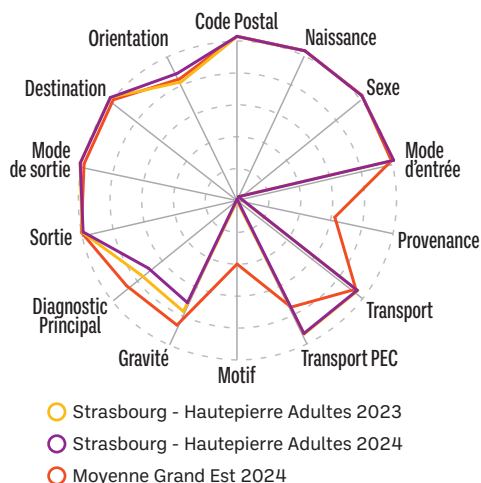 Code Postal
Naissance
Sexe
Mode
d'entrée
Provenance
Transport
Transport PEC
Motif
Gravité
Diagnostic
Principal
Sortie
Mode
de sortie
Destination
Orientation
Strasbourg - Hautepierre Adultes 2023
Strasbourg - Hautepierre Adultes 2024
Moyenne Grand Est 2024